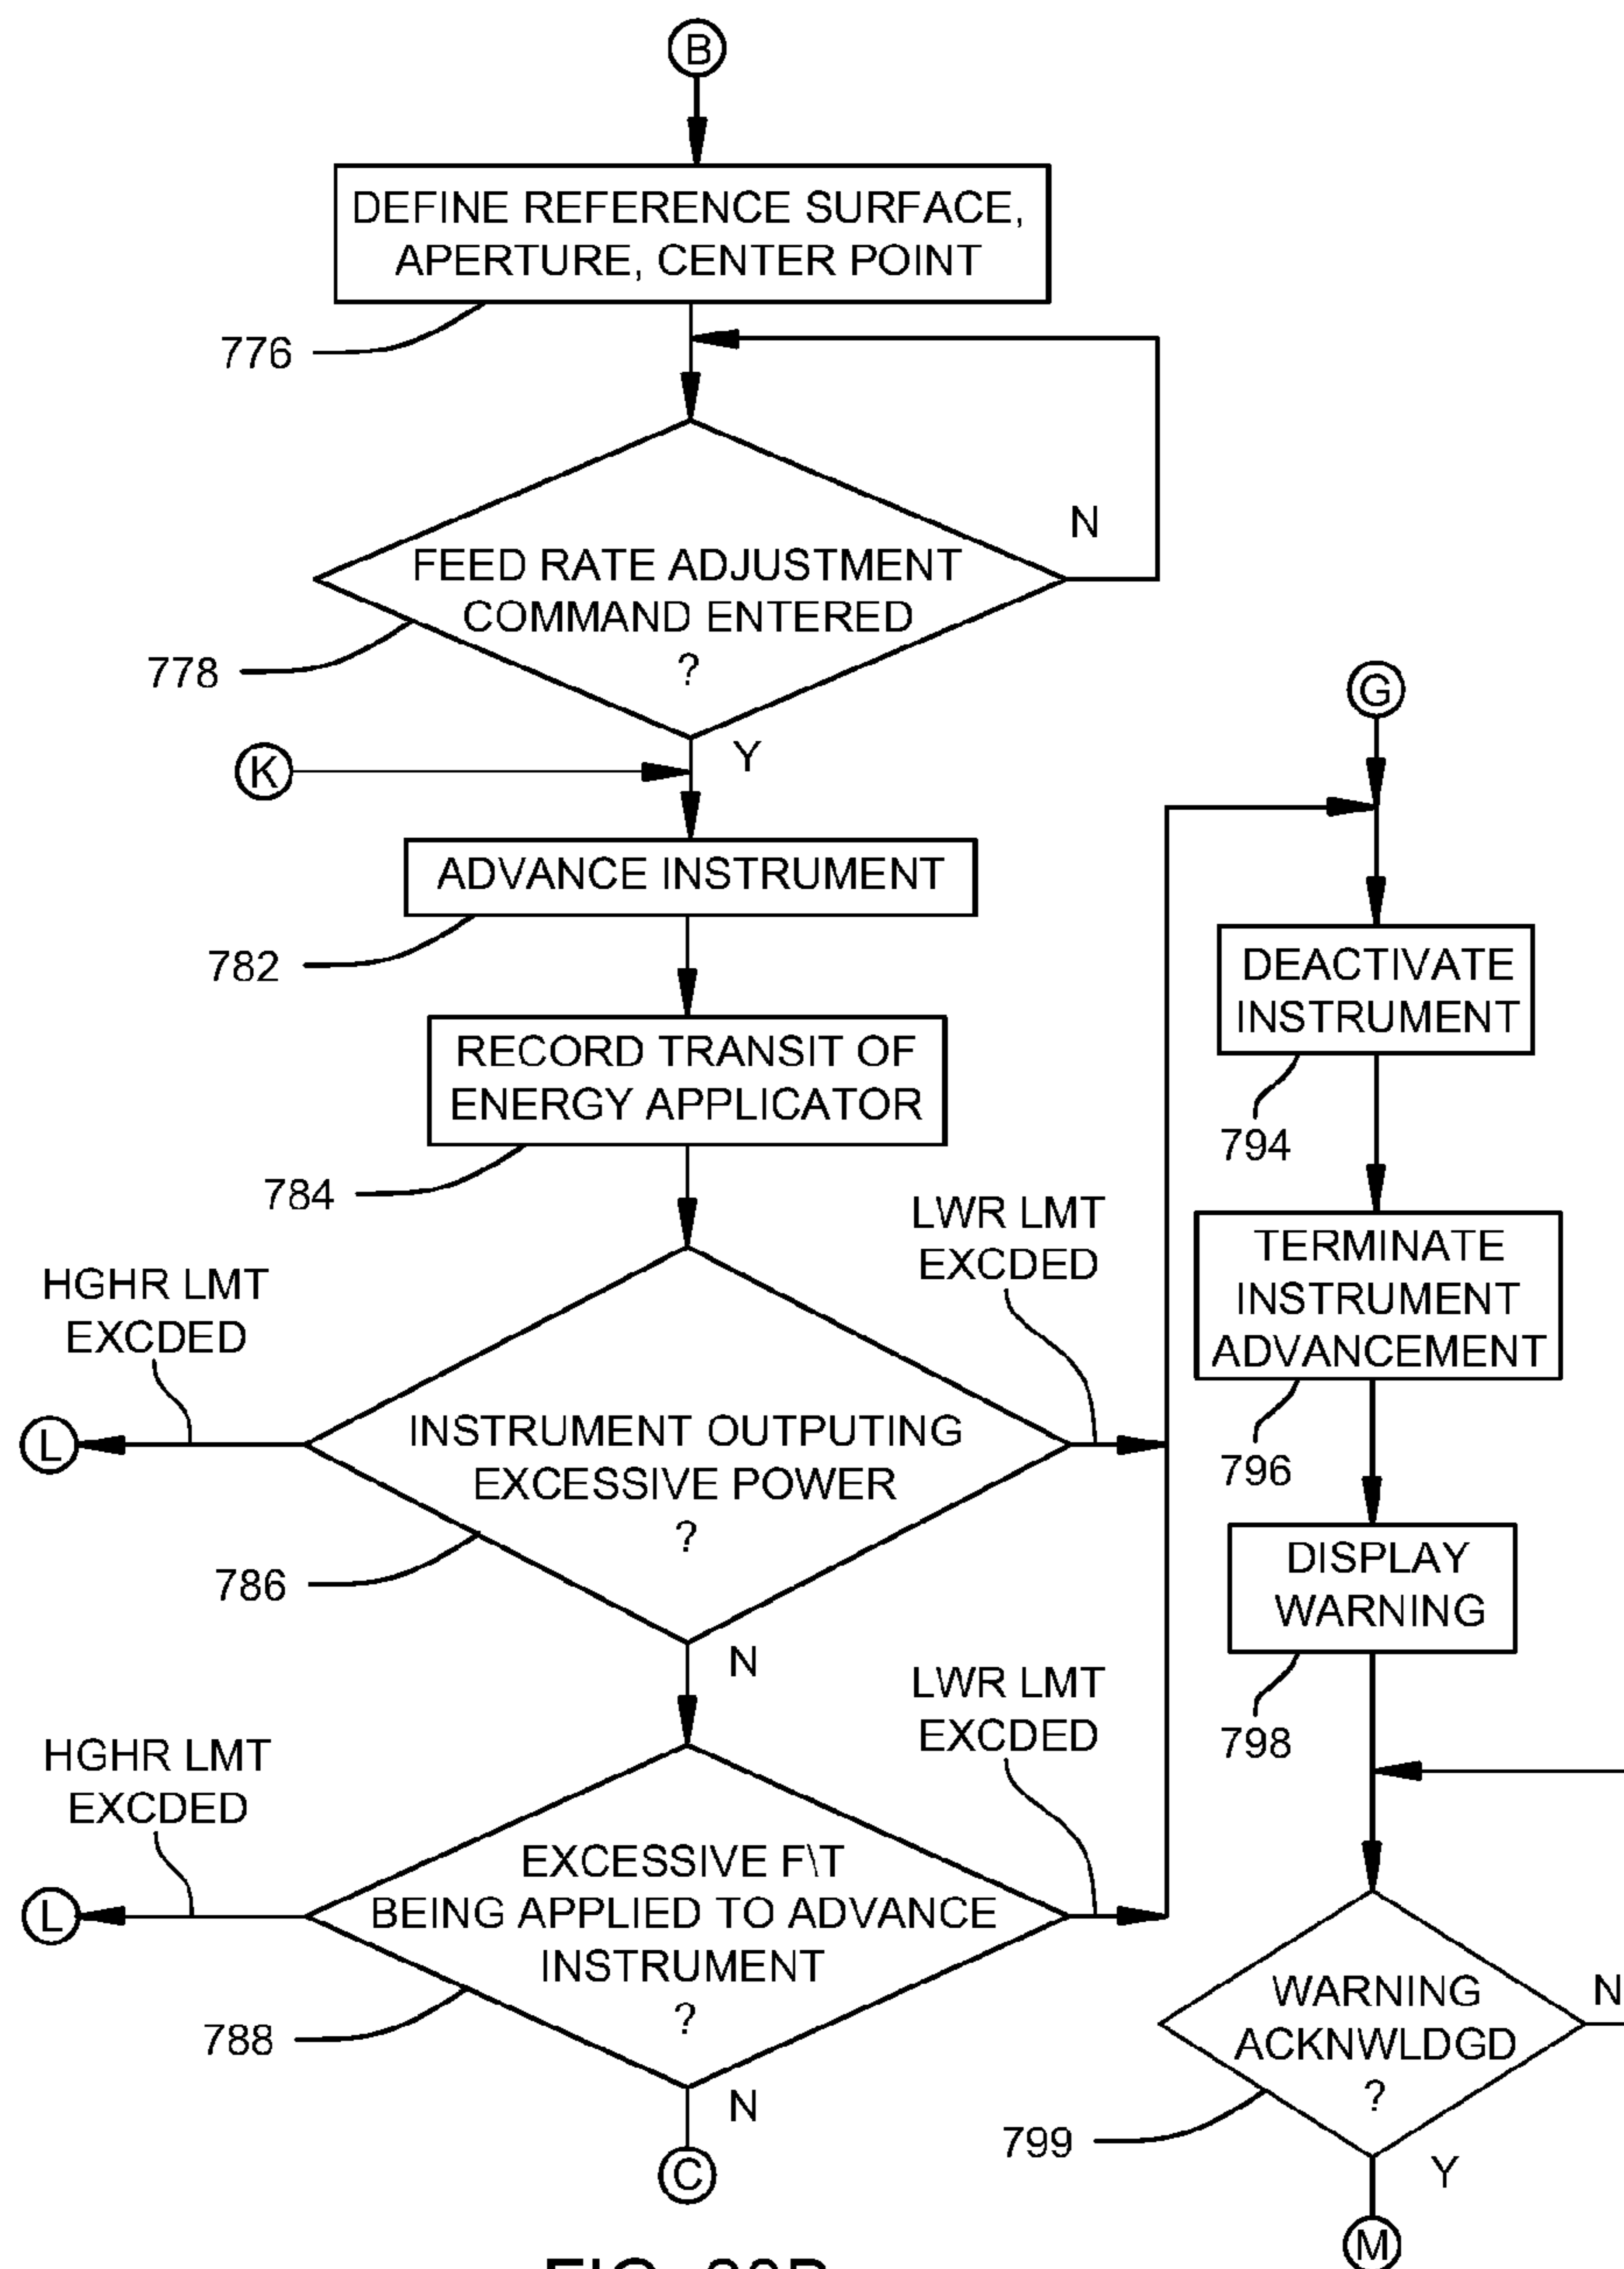 B
DEFINE REFERENCE SURFACE,
APERTURE, CENTER POINT
776
N
FEED RATE ADJUSTMENT
COMMAND ENTERED
?
778
Y
K
ADVANCE INSTRUMENT
782
RECORD TRANSIT OF
ENERGY APPLICATOR
784
HGHR LMT
EXCDED
LWR LMT
EXCDED
L
INSTRUMENT OUTPUTING
EXCESSIVE POWER
?
786
N
HGHR LMT
EXCDED
LWR LMT
EXCDED
L
EXCESSIVE F\T
BEING APPLIED TO ADVANCE
INSTRUMENT
?
788
N
C
G
DEACTIVATE
INSTRUMENT
794
TERMINATE
INSTRUMENT
ADVANCEMENT
796
DISPLAY
WARNING
798
N
WARNING
ACKNWLDGD
?
799
Y
M